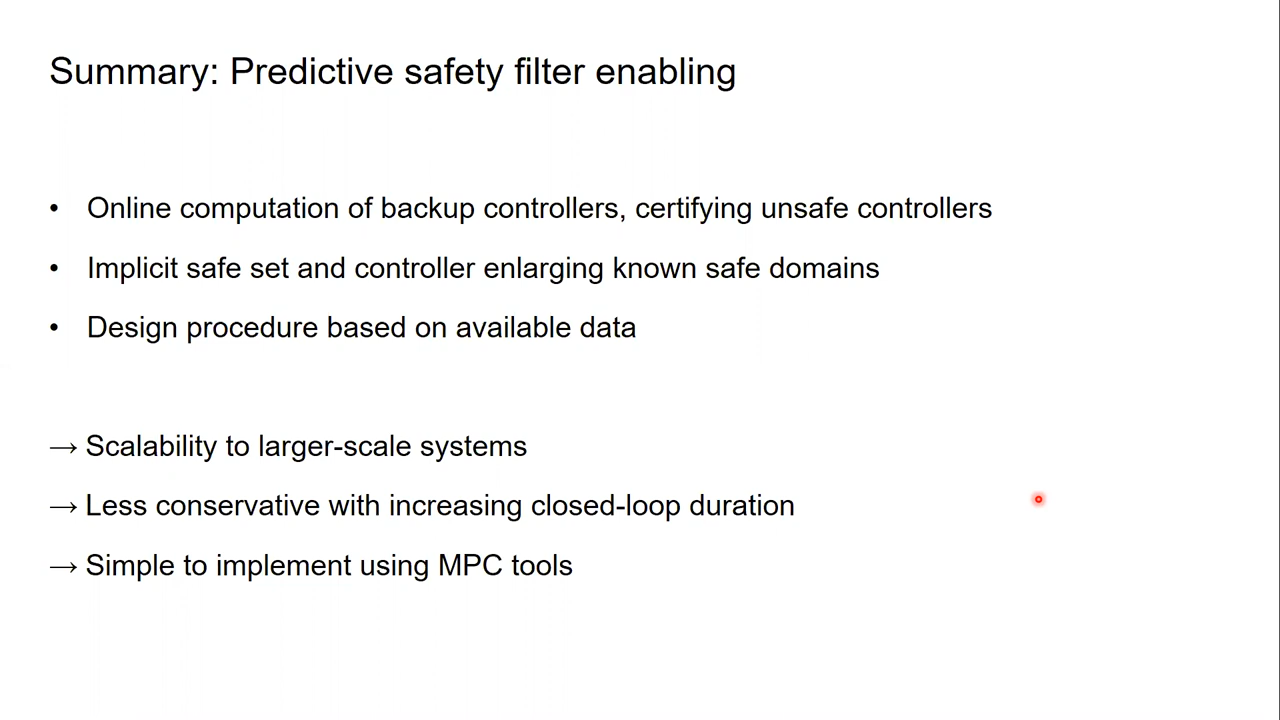 Summary: Predictive safety filter enabling
• Online computation of backup controllers, certifying unsafe controllers
• Implicit safe set and controller enlarging known safe domains
• Design procedure based on available data
→ Scalability to larger-scale systems
→ Less conservative with increasing closed-loop duration
→ Simple to implement using MPC tools